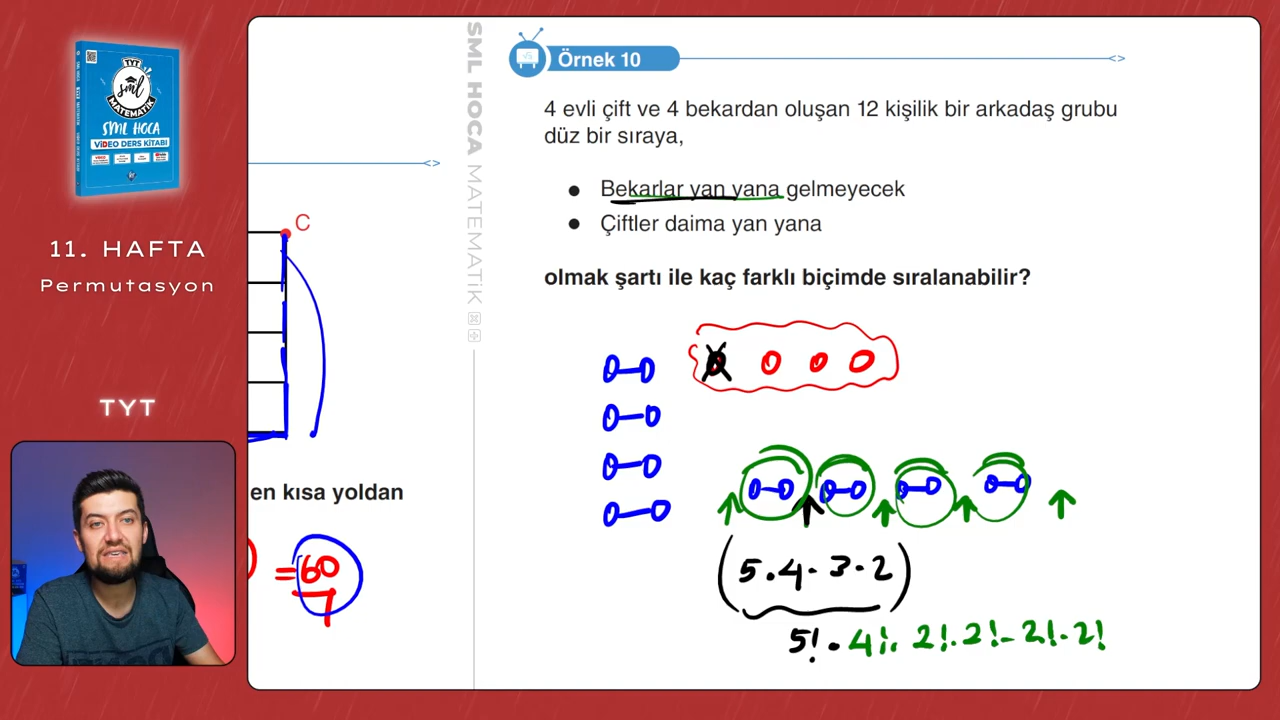 TYT
sml
MATEMATİK
SML HOCA
VİDEO DERS KİTABI
11. HAFTA
Permutasyon
TYT
C
en kısa yoldan
=60
SML HOCA MATEMATİK
Örnek 10
4 evli çift ve 4 bekardan oluşan 12 kişilik bir arkadaş grubu
düz bir sıraya,
● Bekarlar yan yana gelmeyecek
● Çiftler daima yan yana
olmak şartı ile kaç farklı biçimde sıralanabilir?
(5.4.3.2)
5!.4!.2!.2!-2!.2!